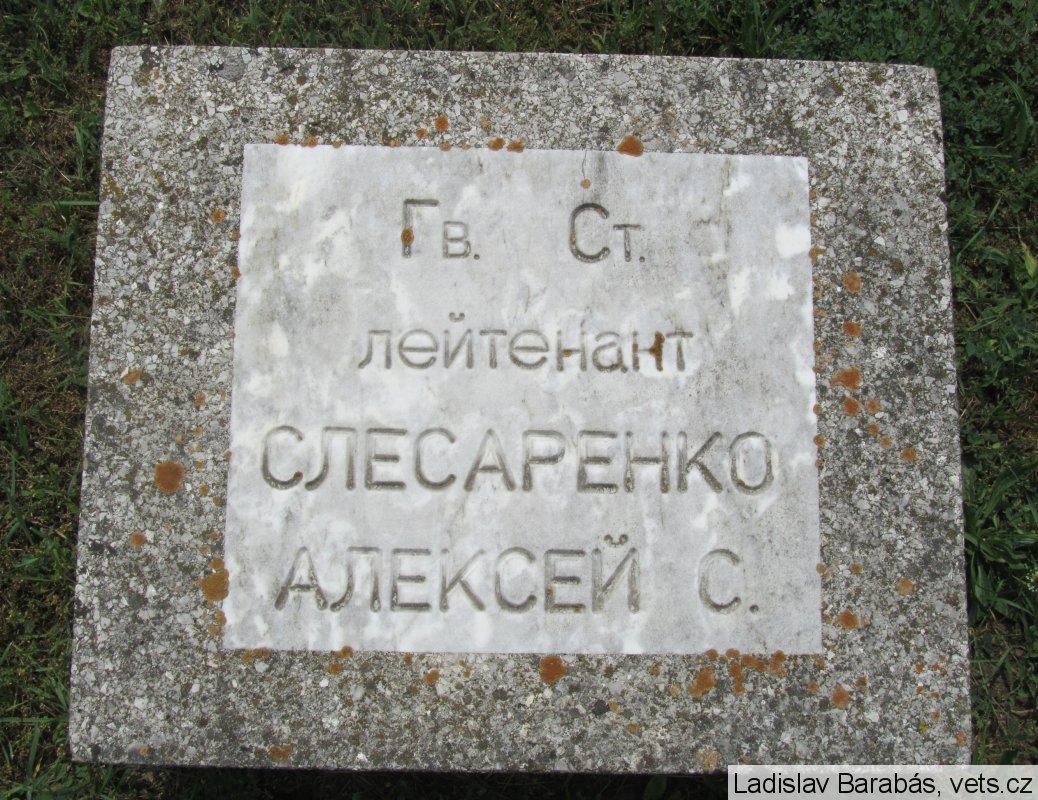 Гв. Ст.
лейтенант
СЛЕСАРЕНКО
АЛЕКСЕЙ С.
Ladislav Barabás, vets.cz